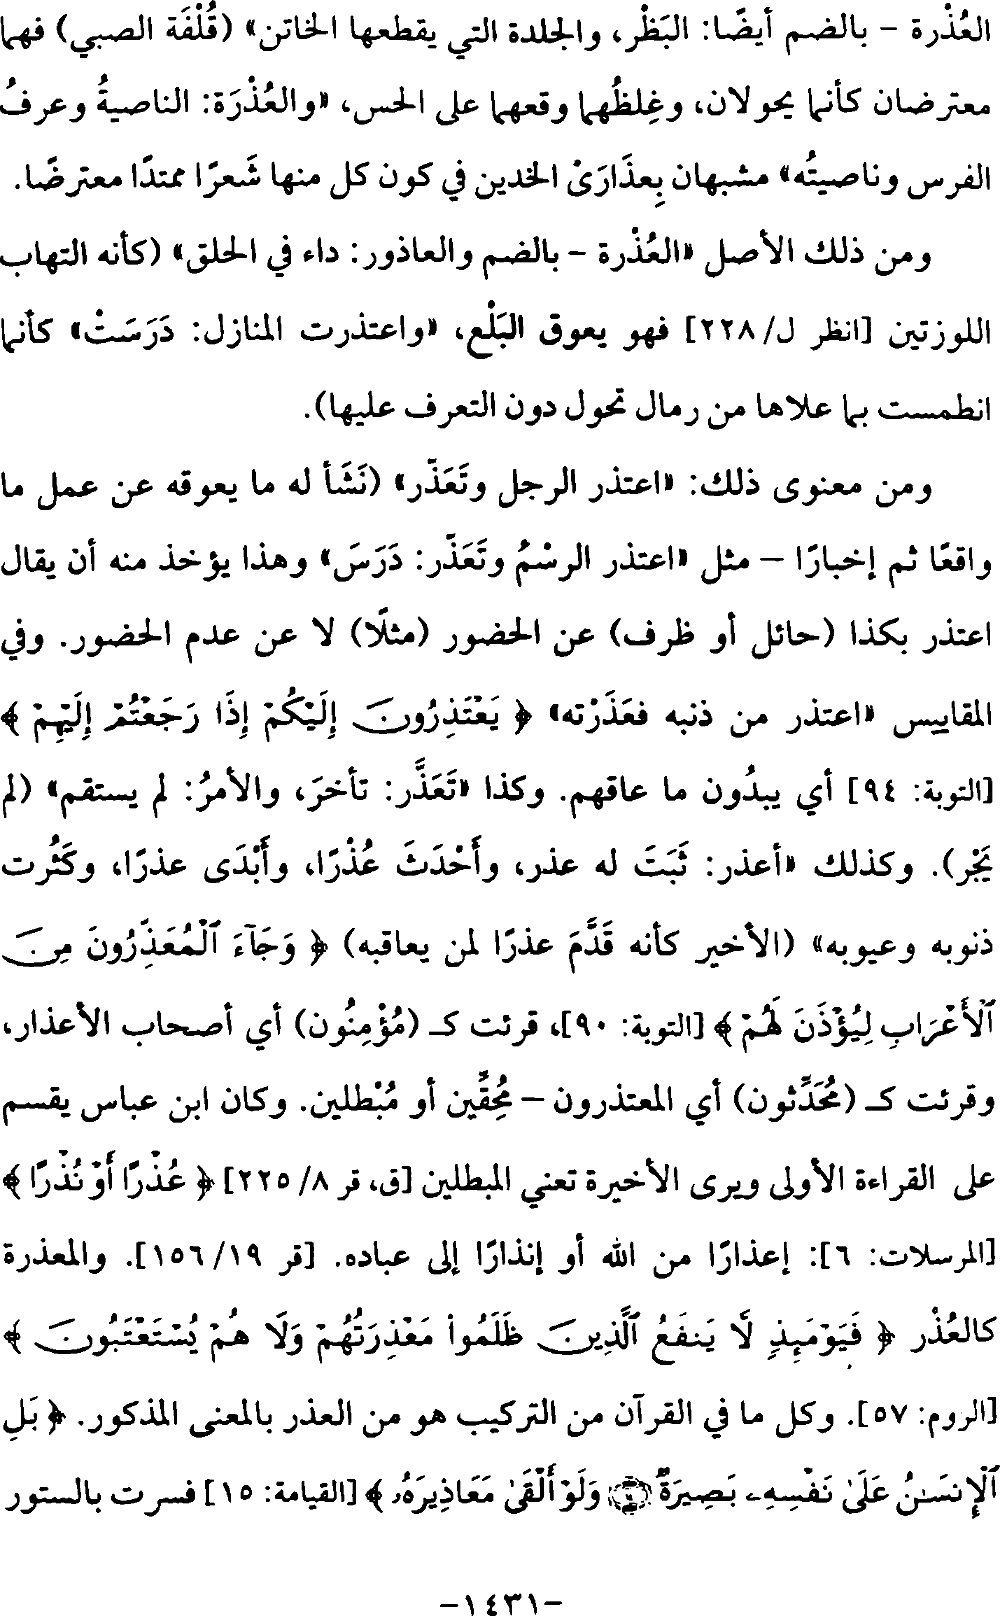 العُذْرة – بالضم أيضًا: البَظْر، والجلدة التي يقطعها الخاتن» (قُلْفَة الصبي) فهما
معترضان كأنما يحولان، وغِلظُهما وقعهما على الحس، «والعُذْرَة: الناصيةُ وعرفُ
الفرس وناصيتُه» مشبهان بِعذَارَىْ الخدين في كون كل منها شَعرًا ممتدًا معترضًا.
ومن ذلك الأصل «العُذْرة – بالضم والعاذور: داء في الحلق» (كأنه التهاب
اللوزتين [انظر ل/ ٢٢٨] فهو يعوق البَلْع، «واعتذرت المنازل: دَرَسَتْ» كأنما
انطمست بما علاها من رمال تحول دون التعرف عليها).
ومن معنوى ذلك: «اعتذر الرجل وتَعَذّر» (نَشَأ له ما يعوقه عن عمل ما
واقعًا ثم إخبارًا – مثل «اعتذر الرسْمُ وتَعَذّر: دَرَسَ» وهذا يؤخذ منه أن يقال
اعتذر بكذا (حائل أو ظرف) عن الحضور (مثلًا) لا عن عدم الحضور. وفي
المقاييس «اعتذر من ذنبه فعَذَرْته» ﴿ يَعْتَذِرُونَ إِلَيْكُمْ إِذَا رَجَعْتُمْ إِلَيْهِمْ ﴾
[التوبة: ٩٤] أي يبدُون ما عاقهم. وكذا «تَعَذَّر: تأخرَ، والأمرُ: لم يستقم» (لم
يَجْر). وكذلك «أعذر: ثَبَتَ له عذر، وأَحْدَثَ عُذْرًا، وأَبْدَى عذرًا، وكَثُرت
ذنوبه وعيوبه» (الأخير كأنه قَدَّمَ عذرًا لمن يعاقبه) ﴿ وَجَآءَ ٱلْمُعَذِّرُونَ مِنَ
ٱلْأَعْرَابِ لِيُؤْذَنَ لَهُمْ ﴾ [التوبة: ٩٠]، قرئت كـ (مُؤْمِنُون) أي أصحاب الأعذار،
وقرئت كـ (مُحَدِّثون) أي المعتذرون – مُحِقِّين أو مُبْطلين. وكان ابن عباس يقسم
على القراءة الأولى ويرى الأخيرة تعني المبطلين [ق، قر ٨/ ٢٢٥] ﴿ عُذْرًا أَوْ نُذْرًا ﴾
[المرسلات: ٦]: إعذارًا من الله أو إنذارًا إلى عباده. [قر ١٩/ ١٥٦]. والمعذرة
كالعُذْر ﴿ فَيَوْمَئِذٍ لَّا يَنفَعُ ٱلَّذِينَ ظَلَمُوا۟ مَعْذِرَتُهُمْ وَلَا هُمْ يُسْتَعْتَبُونَ ﴾
[الروم: ٥٧]. وكل ما في القرآن من التركيب هو من العذر بالمعنى المذكور. ﴿ بَلِ
ٱلْإِنسَـٰنُ عَلَىٰ نَفْسِهِۦ بَصِيرَةٌ ۝ وَلَوْ أَلْقَىٰ مَعَاذِيرَهُۥ ﴾ [القيامة: ١٥] فسرت بالستور
-١٤٣١-